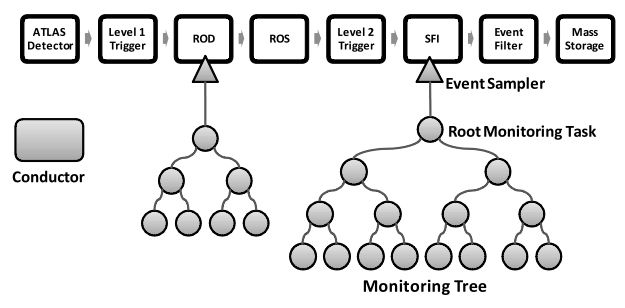 ATLAS
Detector
Level 1
Trigger
ROD
ROS
Level 2
Trigger
SFI
Event
Filter
Mass
Storage
Event Sampler
Root Monitoring Task
Conductor
Monitoring Tree